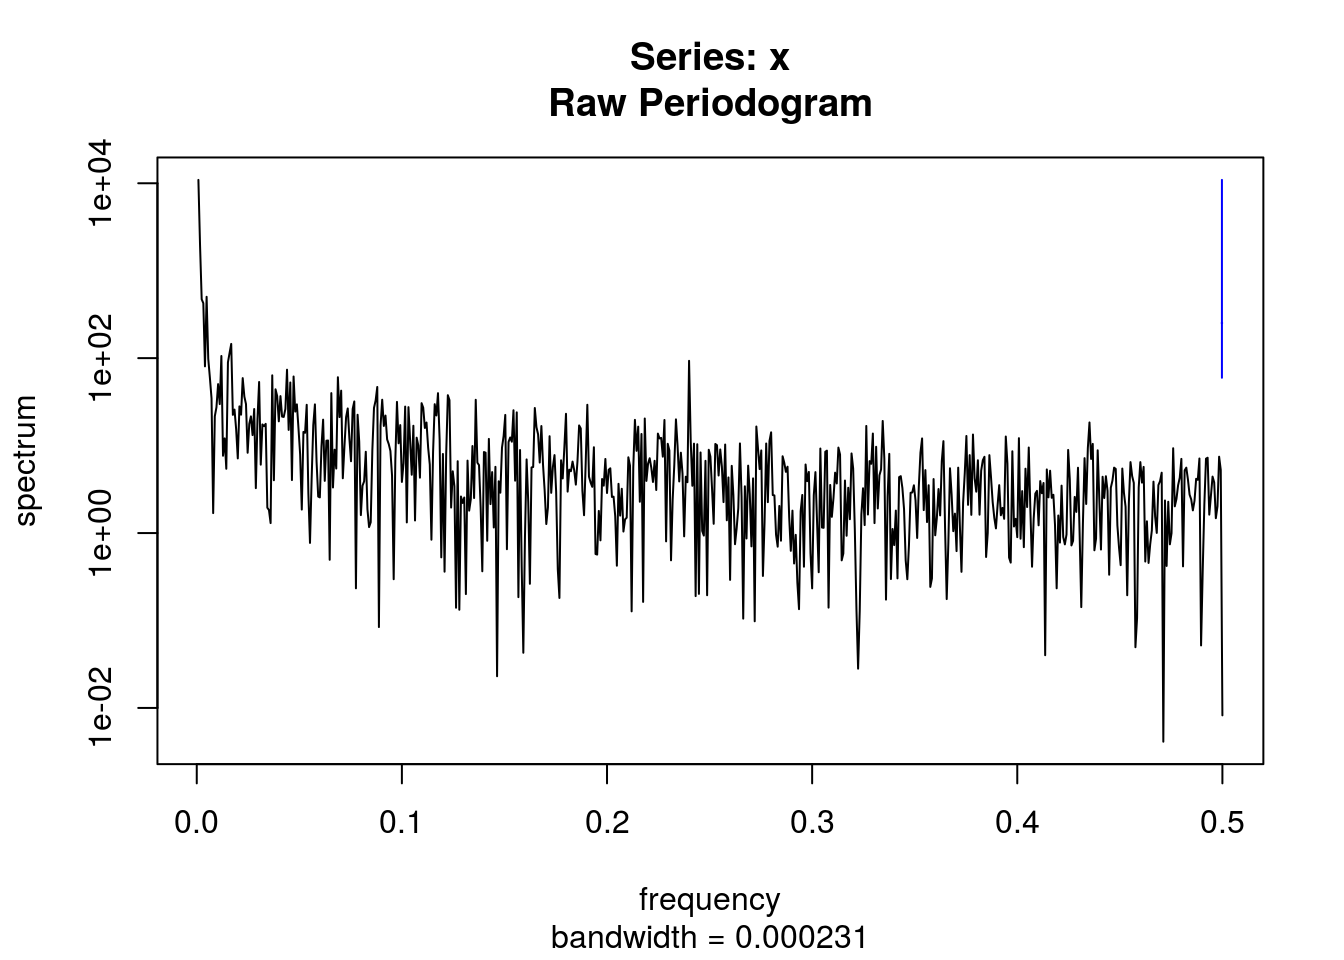 Series: x
Raw Periodogram
1e+04
1e+02
1e+00
1e-02
spectrum
0.0 0.1 0.2 0.3 0.4 0.5
frequency
bandwidth = 0.000231